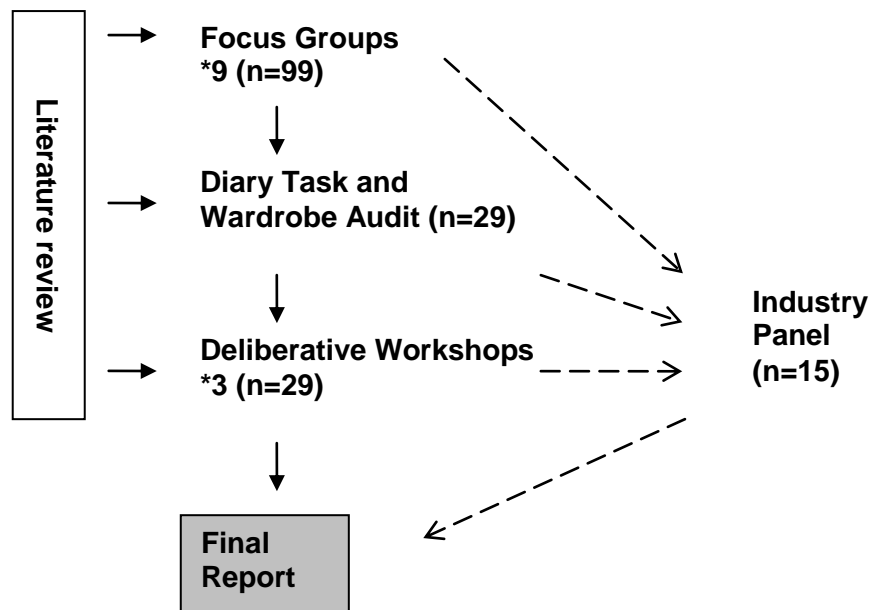 Literature review
Focus Groups
*9 (n=99)
Diary Task and
Wardrobe Audit (n=29)
Deliberative Workshops
*3 (n=29)
Industry
Panel
(n=15)
Final
Report